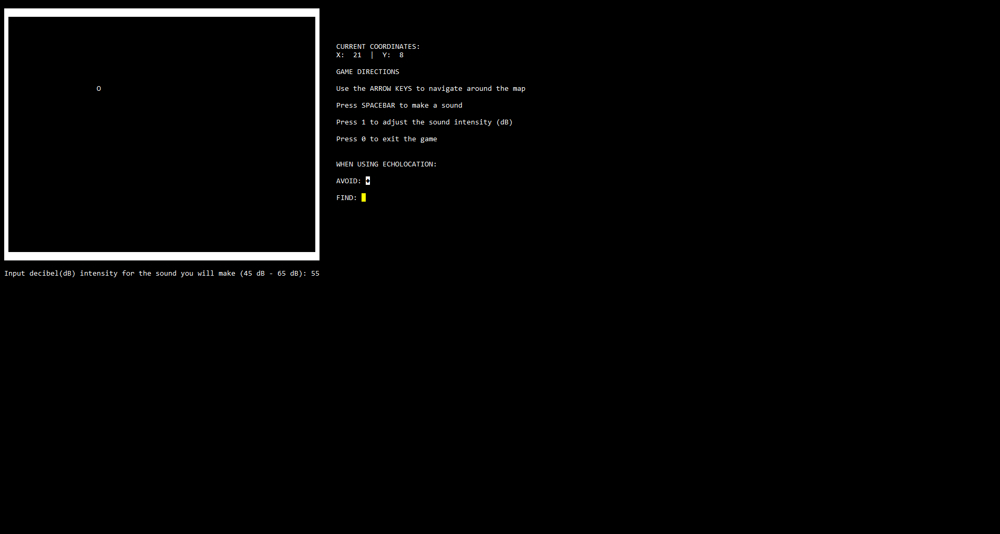 CURRENT COORDINATES:
X:  21  |  Y:  8
GAME DIRECTIONS
O
Use the ARROW KEYS to navigate around the map
Press SPACEBAR to make a sound
Press 1 to adjust the sound intensity (dB)
Press 0 to exit the game
WHEN USING ECHOLOCATION:
AVOID: ♦
FIND:
Input decibel(dB) intensity for the sound you will make (45 dB - 65 dB): 55